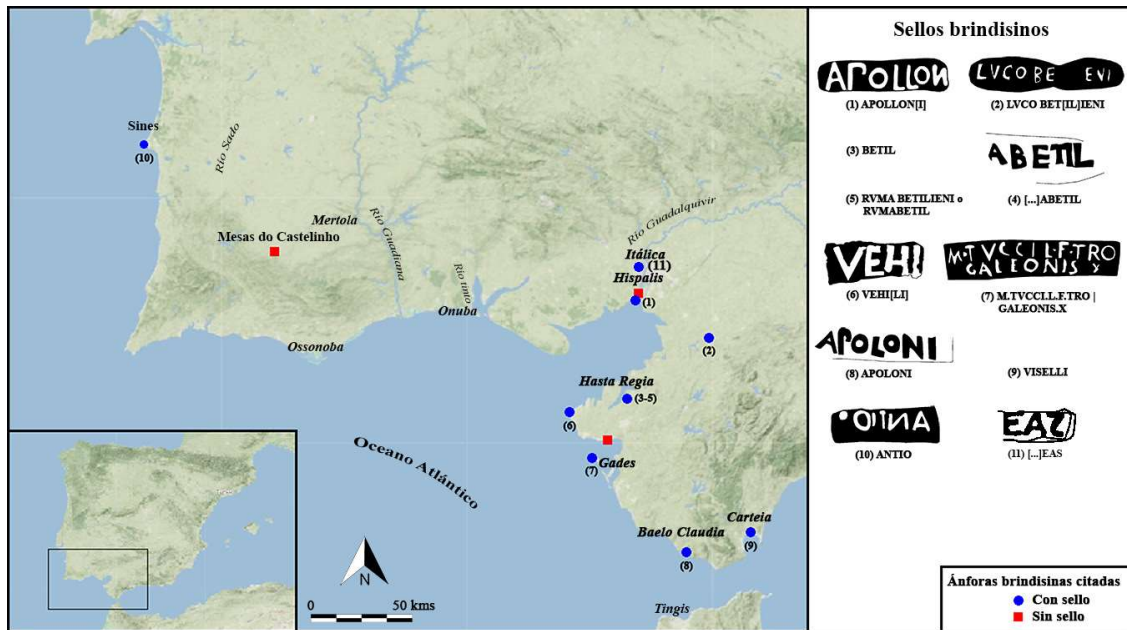 Sines
(10)
Río Sado
Mertola
Mesas do Castelinho
Río Guadiana
Río tinto
Onuba
Ossonoba
Río Guadalquivir
Itálica
(11)
Hispalis
(1)
(2)
Hasta Regia
(3-5)
(6)
(7)
Gades
Oceano Atlántico
Carteia
(9)
Baelo Claudia
(8)
Tingis
N
0 50 kms
Sellos brindisinos
APOLLON
LVCO BE EVI
(1) APOLLON[I]
(2) LVCO BET[IL]IENI
(3) BETIL
ABETIL
(5) RVMA BETILIENI o
RVMABETIL
(4) [...]ABETIL
VEHI
M·T VCCI·L·F·TRO
GALEONIS X
(6) VEHI[LI]
(7) M.TVCCI.L.F.TRO |
GALEONIS.X
APOLONI
(8) APOLONI
(9) VISELLI
EAS
(10) ANTIO
(11) [...]EAS
Ánforas brindisinas citadas
Con sello
Sin sello